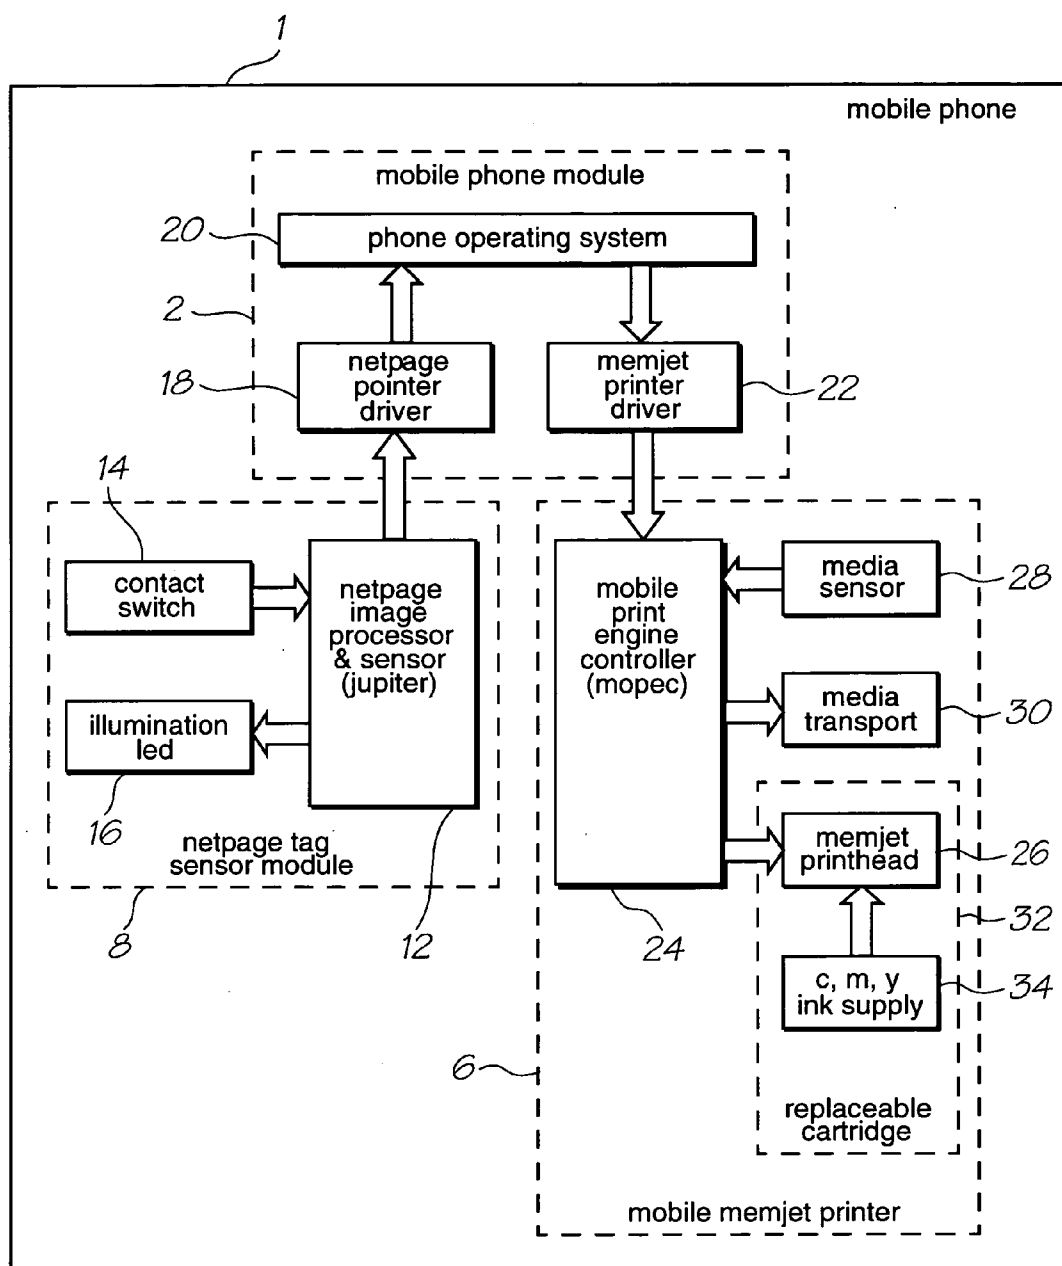 1
mobile phone
mobile phone module
20
phone operating system
2
18
netpage
pointer
driver
memjet
printer
driver
22
14
contact
switch
netpage
image
processor
& sensor
(jupiter)
illumination
led
16
netpage tag
sensor module
8
12
mobile
print
engine
controller
(mopec)
media
sensor
28
media
transport
30
memjet
printhead
26
32
24
c, m, y
ink supply
34
6
replaceable
cartridge
mobile memjet printer